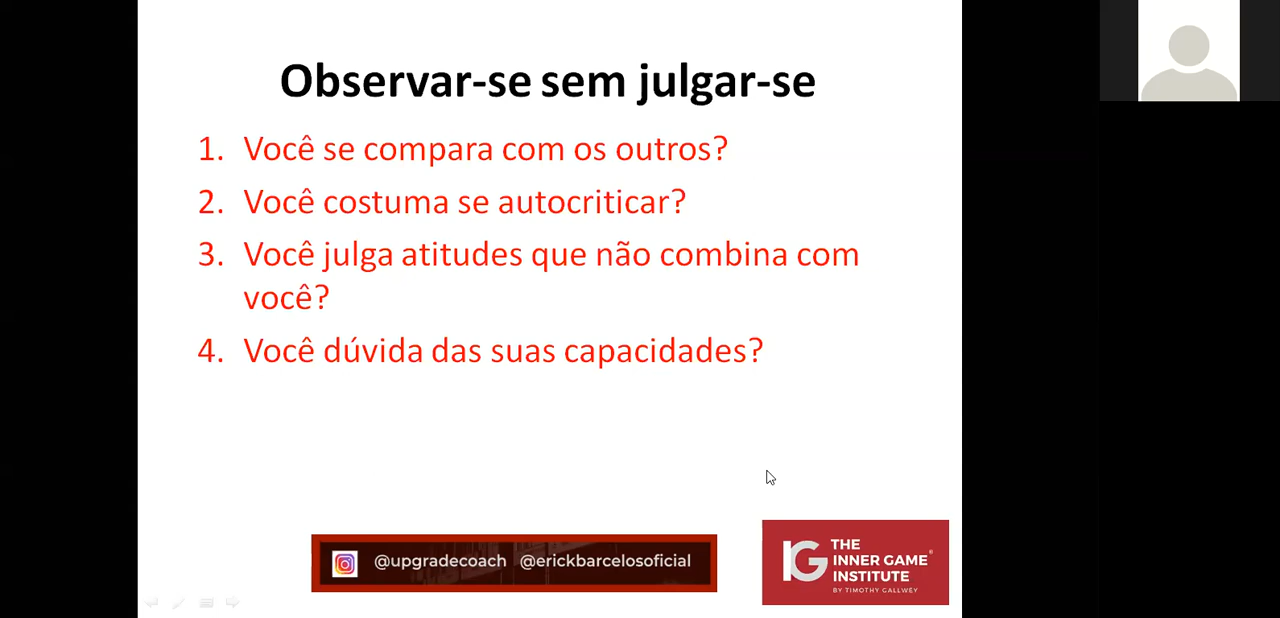 Observar-se sem julgar-se
1. Você se compara com os outros?
2. Você costuma se autocriticar?
3. Você julga atitudes que não combina com
você?
4. Você dúvida das suas capacidades?
@upgradecoach @erickbarcelosoficial
IG THE
INNER GAME®
INSTITUTE
BY TIMOTHY GALLWEY